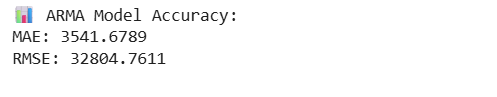 📊 ARMA Model Accuracy:
MAE: 3541.6789
RMSE: 32804.7611